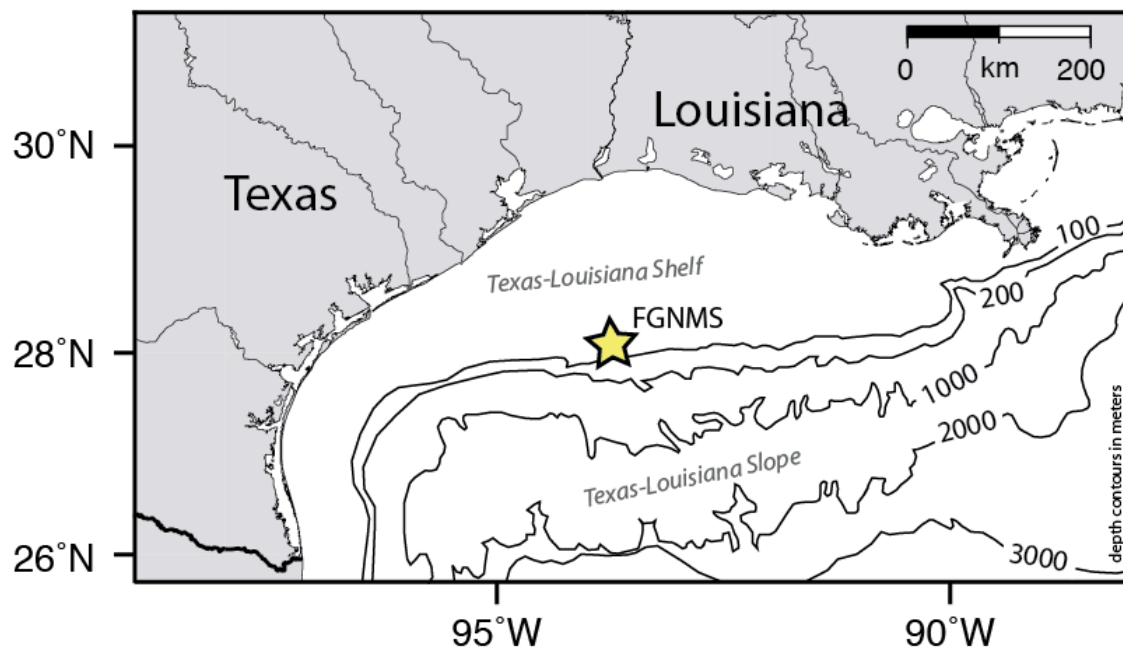 0 km 200
Louisiana
30˚N
Texas
100
Texas-Louisiana Shelf
200
FGNMS
28˚N
1000
2000
Texas-Louisiana Slope
depth contours in meters
26˚N
3000
95˚W
90˚W